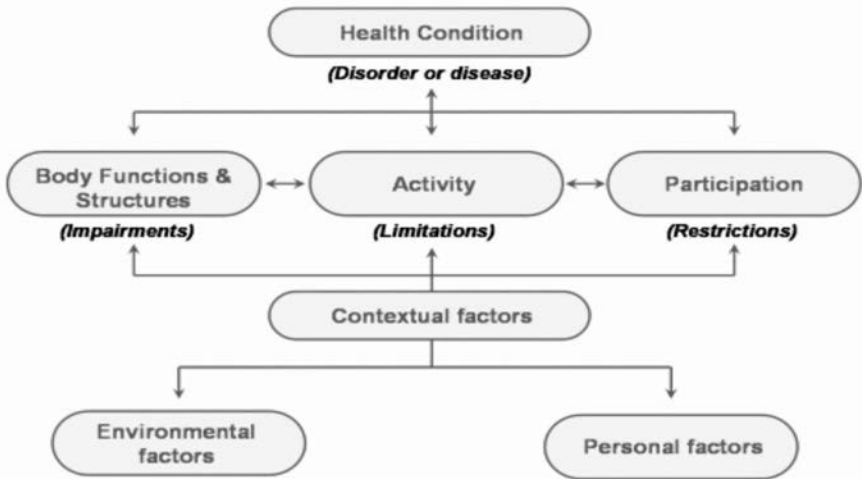 Health Condition
(Disorder or disease)
Body Functions &
Structures
Activity
Participation
(Impairments)
(Limitations)
(Restrictions)
Contextual factors
Environmental
factors
Personal factors